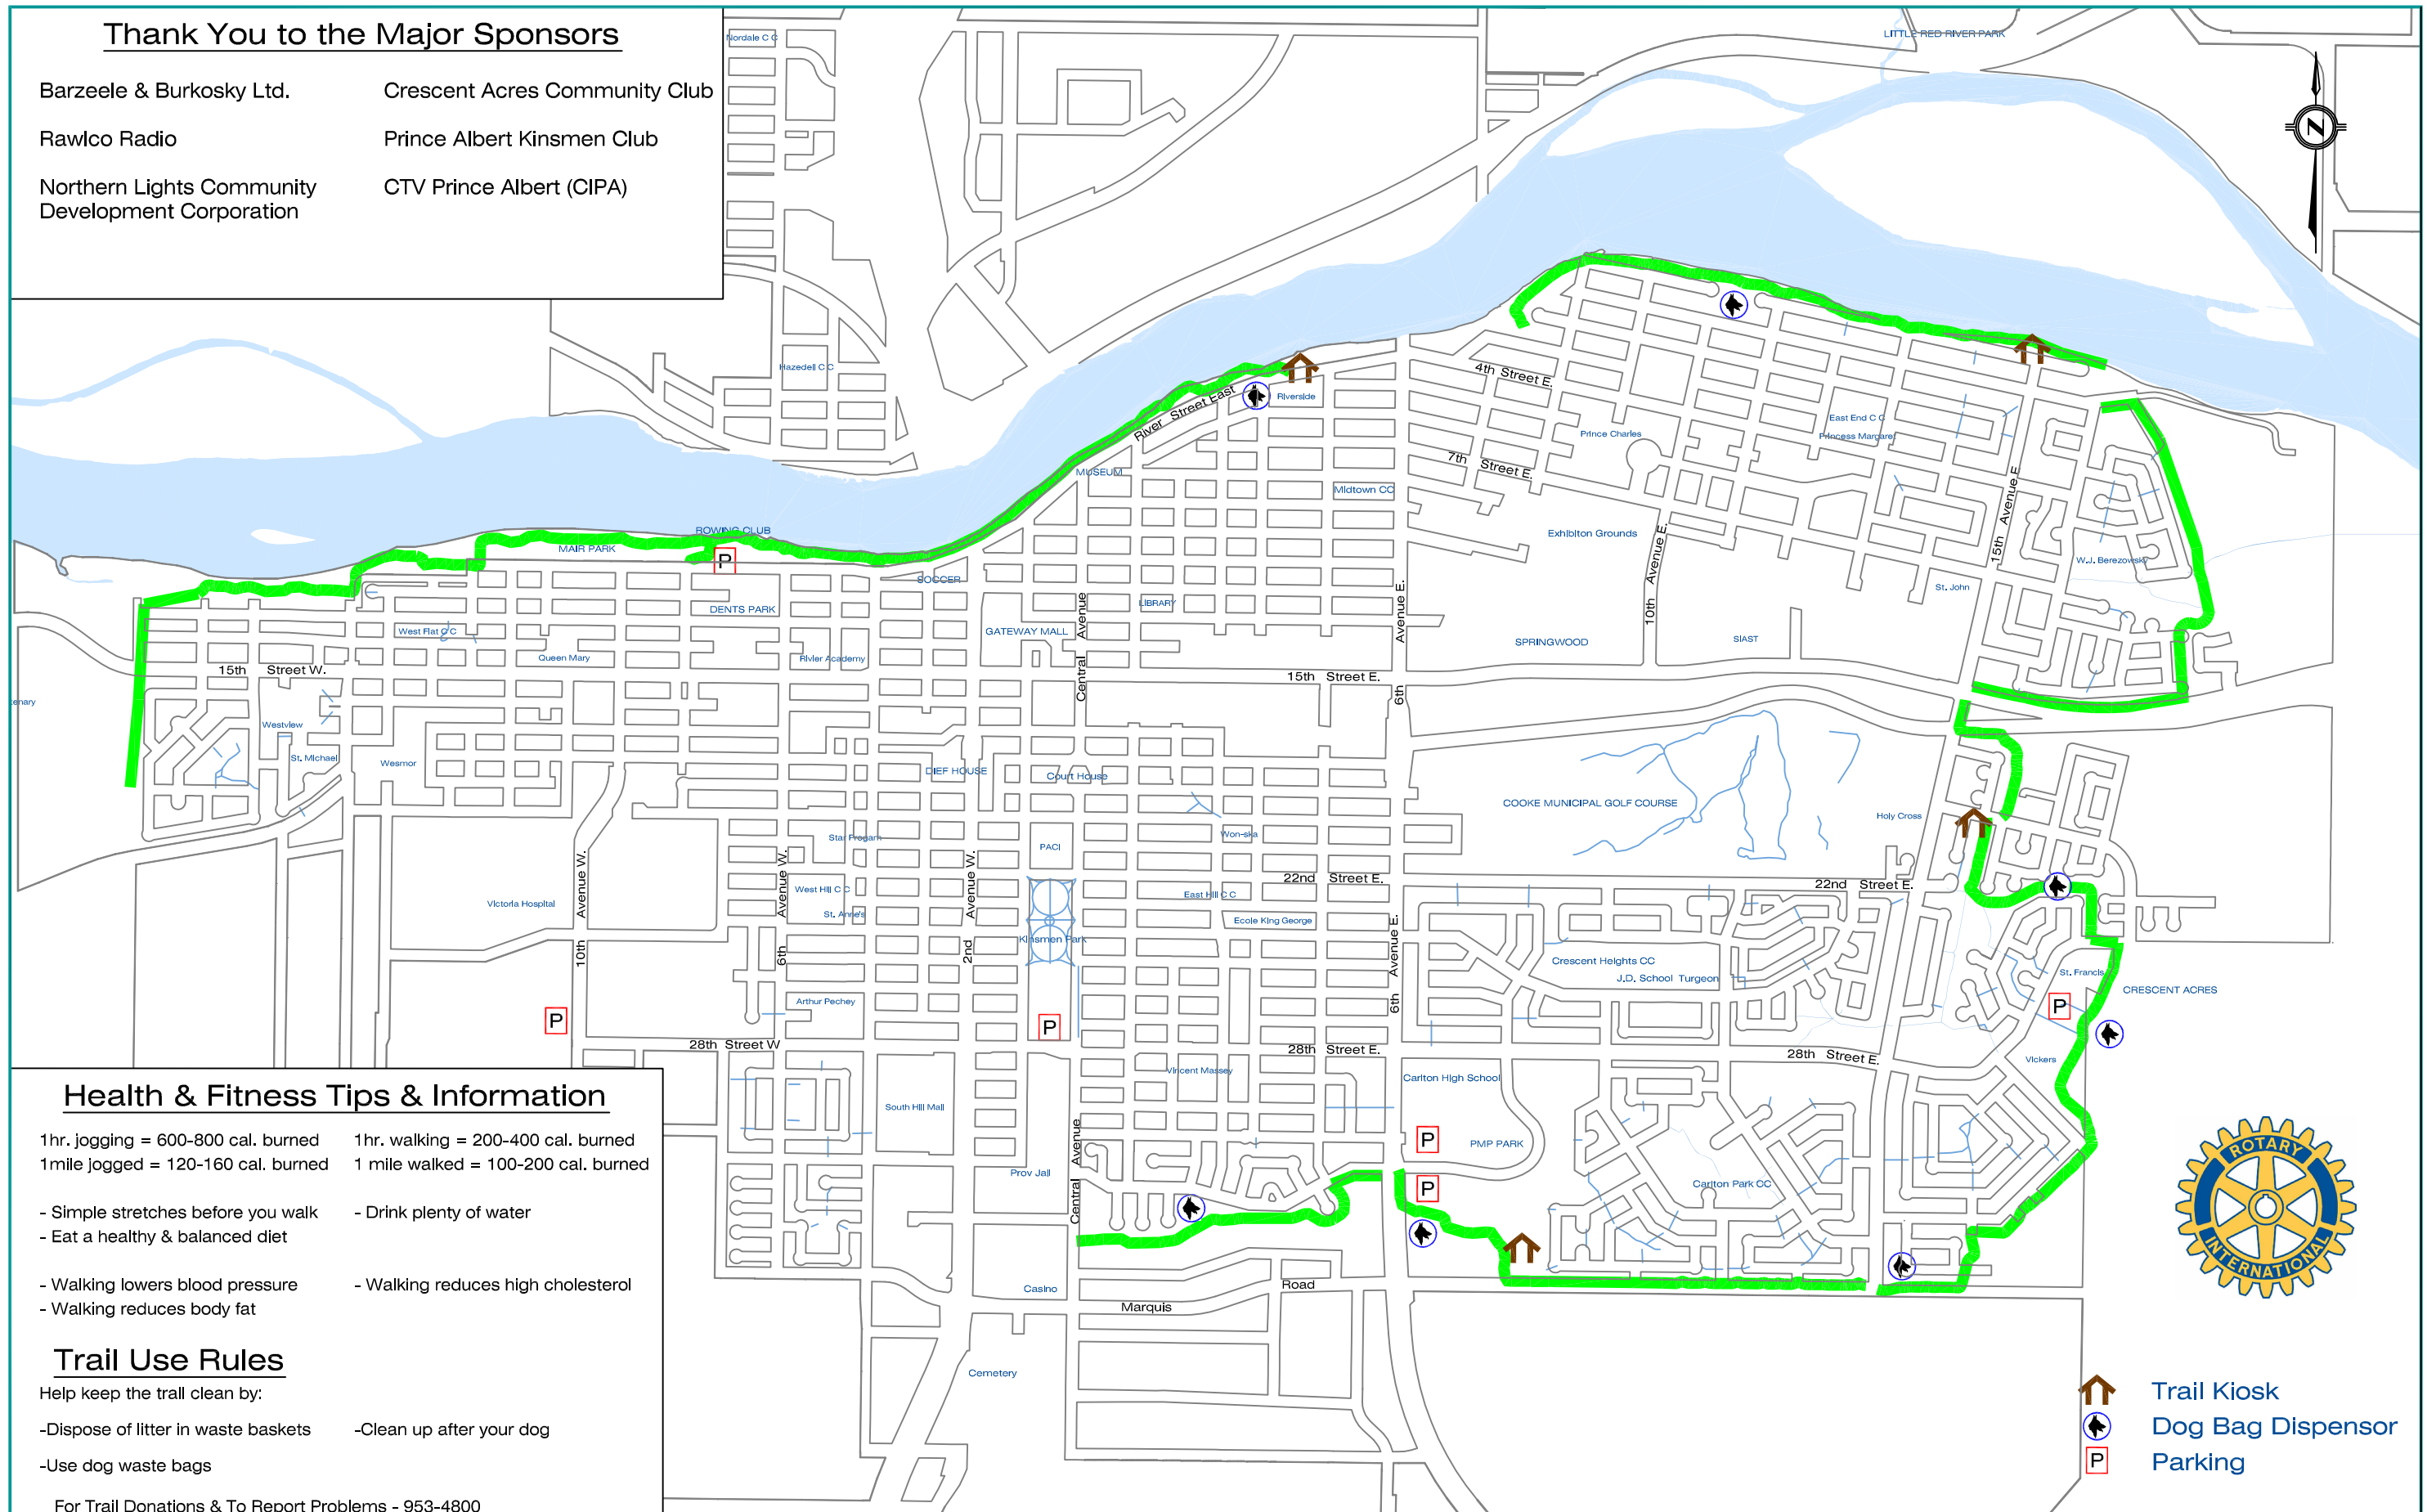 Thank You to the Major Sponsors
Barzeele & Burkosky Ltd.
Crescent Acres Community Club
Rawlco Radio
Prince Albert Kinsmen Club
Northern Lights Community
Development Corporation
CTV Prince Albert (CIPA)
Nordale C C
LITTLE RED RIVER PARK
N
Hazedell C C
Riverside
River Street East
4th Street E.
East End C C
Princess Margaret
Prince Charles
7th Street E.
MUSEUM
Midtown CC
Exhibiton Grounds
10th Avenue E.
15th Avenue E
W.J. Berezowsky
St. John
ROWING CLUB
MAIR PARK
P
SOCCER
DENTS PARK
LIBRARY
Central Avenue
6th Avenue E.
West Flat C C
GATEWAY MALL
Queen Mary
Rivier Academy
SPRINGWOOD
SIAST
15th Street W.
15th Street E.
enary
Westview
St. Michael
Wesmor
DIEF HOUSE
Court House
COOKE MUNICIPAL GOLF COURSE
Holy Cross
Star Progam
Won-ska
PACI
22nd Street E.
22nd Street E.
10th Avenue W.
6th Avenue W.
2nd Avenue W.
West Hill C C
East Hill C C
Victoria Hospital
St. Anne's
Ecole King George
Kinsmen Park
6th Avenue E.
Crescent Heights CC
J.D. School Turgeon
St. Francis
CRESCENT ACRES
Arthur Pechey
P
P
P
28th Street W
28th Street E.
28th Street E.
Vickers
Vincent Massey
Carlton High School
South Hill Mall
P
PMP PARK
Prov Jail
Central Avenue
P
Carlton Park CC
Casino
Road
Marquis
Cemetery
Health & Fitness Tips & Information
1hr. jogging = 600-800 cal. burned
1hr. walking = 200-400 cal. burned
1mile jogged = 120-160 cal. burned
1 mile walked = 100-200 cal. burned
- Simple stretches before you walk
- Drink plenty of water
- Eat a healthy & balanced diet
- Walking lowers blood pressure
- Walking reduces high cholesterol
- Walking reduces body fat
Trail Use Rules
Help keep the trail clean by:
-Dispose of litter in waste baskets
-Clean up after your dog
-Use dog waste bags
For Trail Donations & To Report Problems - 953-4800
ROTARY
INTERNATIONAL
Trail Kiosk
Dog Bag Dispensor
P Parking